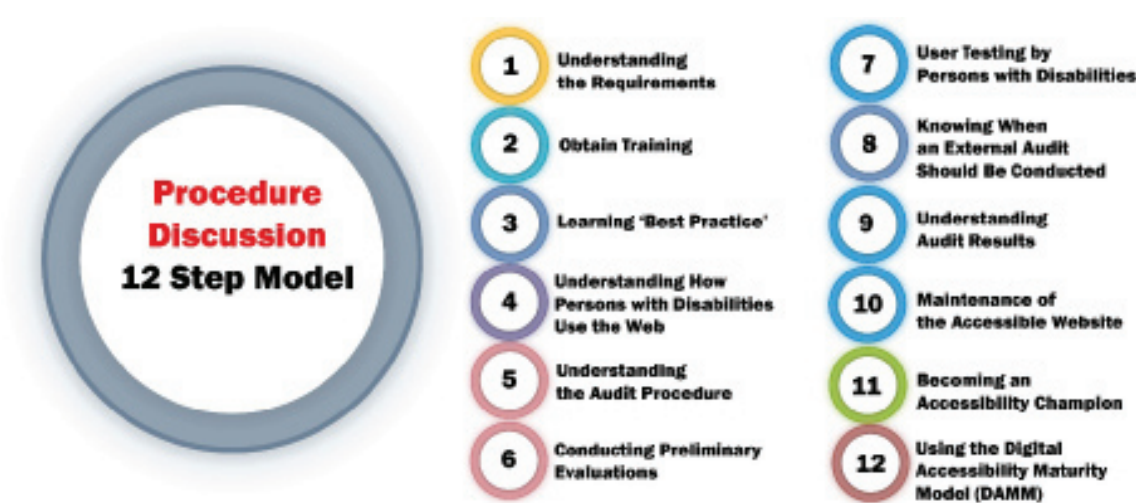 Procedure
Discussion
12 Step Model
1
Understanding
the Requirements
2
Obtain Training
3
Learning ‘Best Practice’
4
Understanding How
Persons with Disabilities
Use the Web
5
Understanding
the Audit Procedure
6
Conducting Preliminary
Evaluations
7
User Testing by
Persons with Disabilities
8
Knowing When
an External Audit
Should Be Conducted
9
Understanding
Audit Results
10
Maintenance of
the Accessible Website
11
Becoming an
Accessibility Champion
12
Using the Digital
Accessibility Maturity
Model (DAMM)